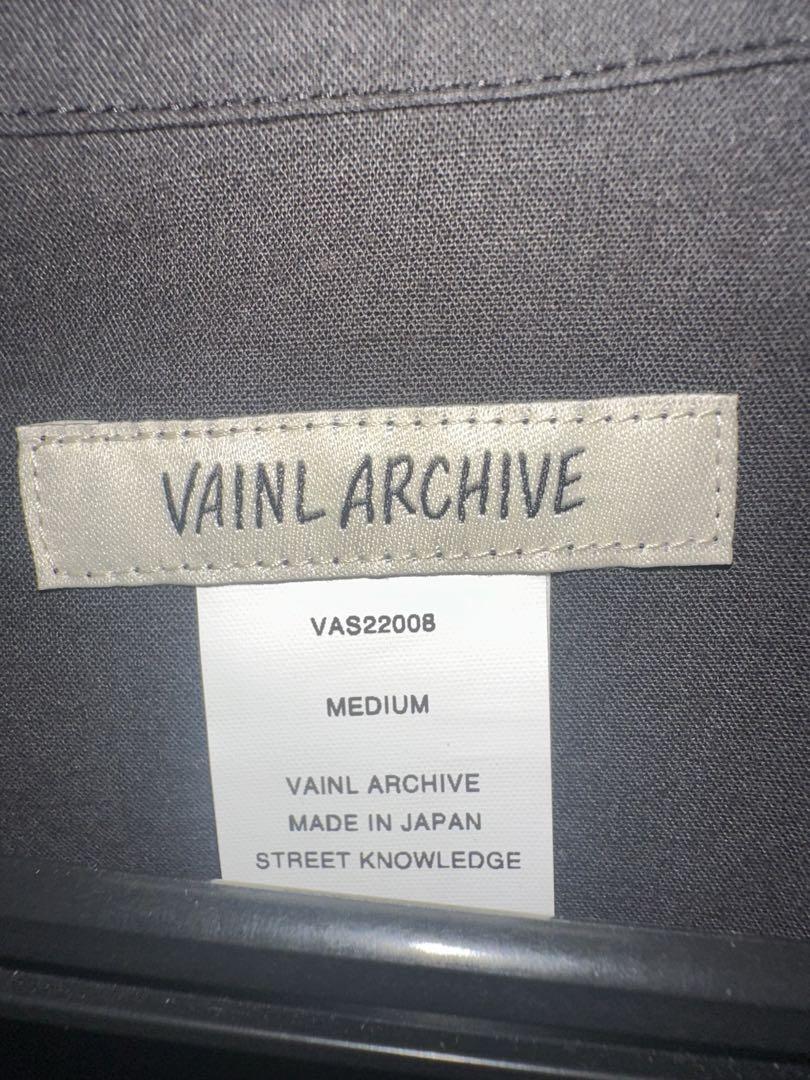 VAINL ARCHIVE
VAS22008
MEDIUM
VAINL ARCHIVE
MADE IN JAPAN
STREET KNOWLEDGE